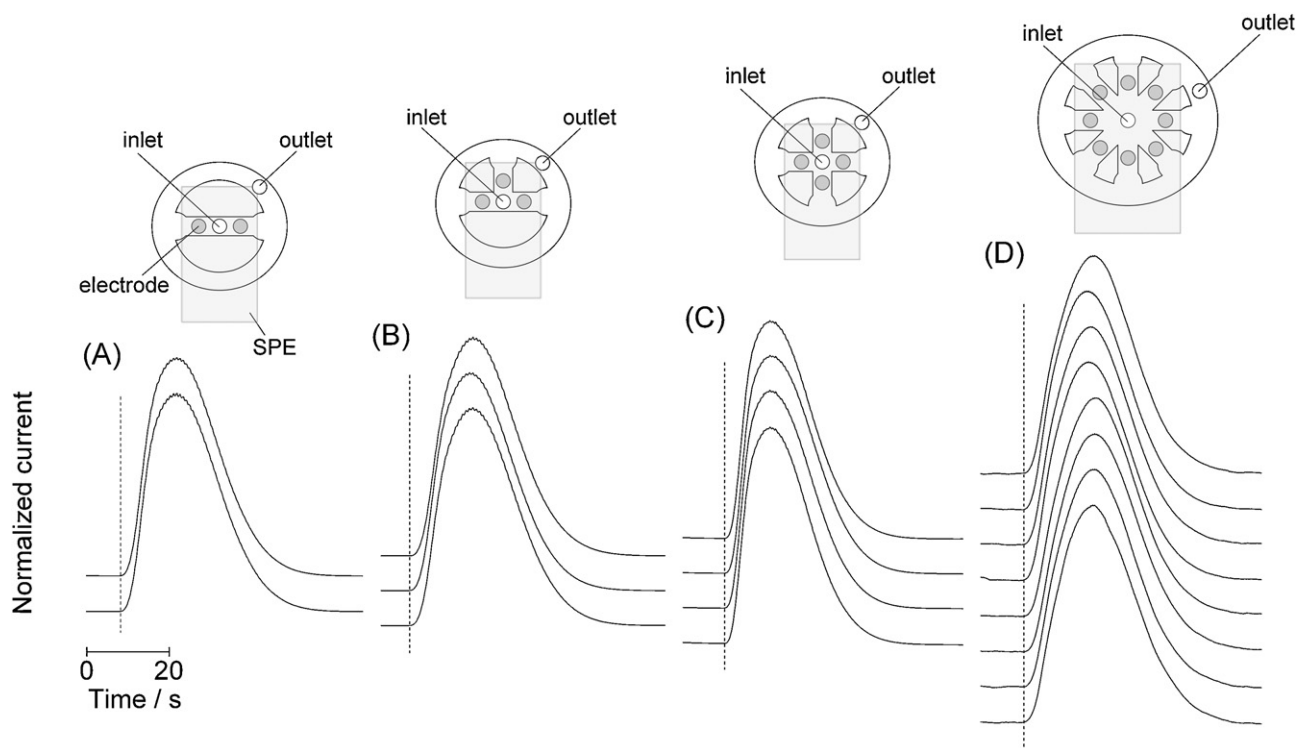 inlet
outlet
electrode
SPE
(A)
inlet
outlet
(B)
inlet
outlet
(C)
inlet
outlet
(D)
Normalized current
0 20
Time / s